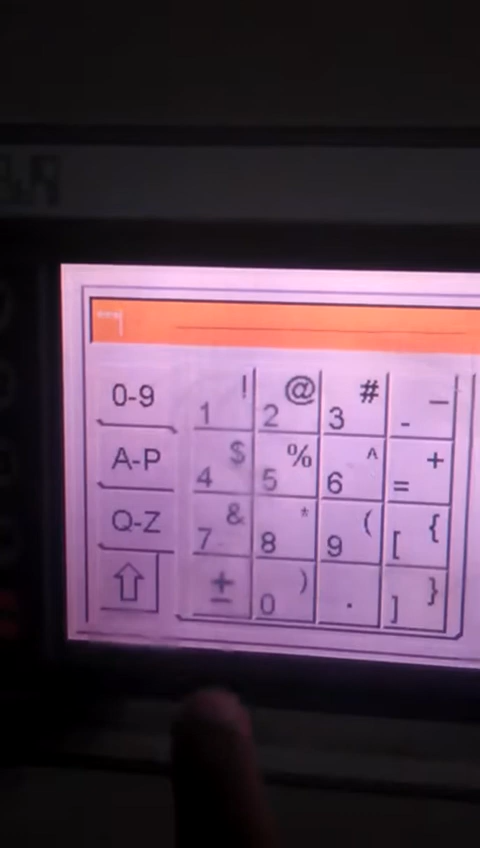 ***
0-9 1 ! 2 @ 3 # - _
A-P 4 $ 5 % 6 ^ = +
Q-Z 7 & 8 * 9 ( [ {
± 0 ) . ] }